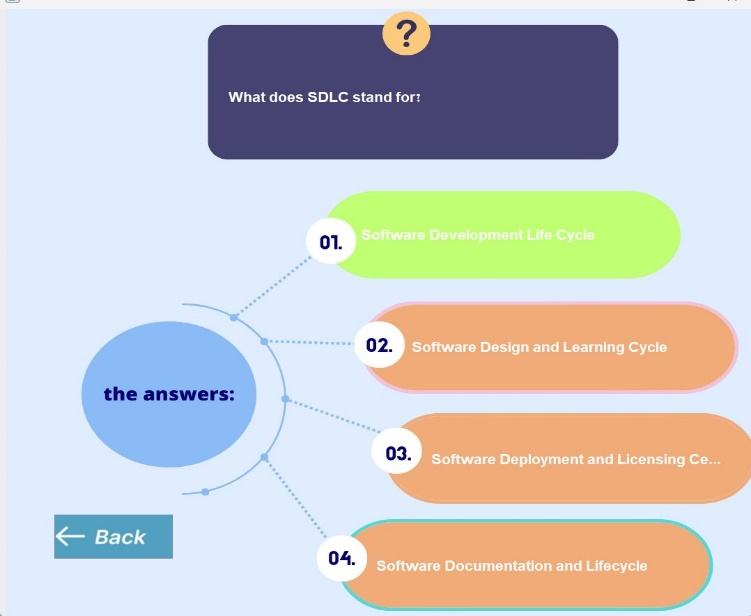 ?
What does SDLC stand for?
01.
Software Development Life Cycle
02.
Software Design and Learning Cycle
the answers:
03.
Software Deployment and Licensing Ce...
← Back
04.
Software Documentation and Lifecycle